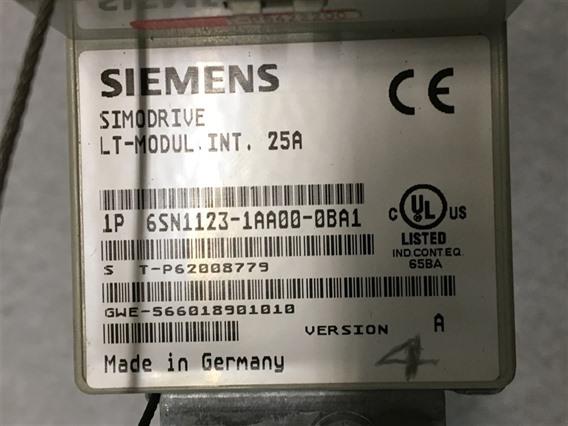 SIEMENS
CE
SIMODRIVE
LT-MODUL.INT. 25A
1P 6SN1123-1AA00-0BA1
C UL US
LISTED
IND.CONT.EQ.
65BA
S T-P62008779
GWE-566018901010
VERSION A
4
Made in Germany